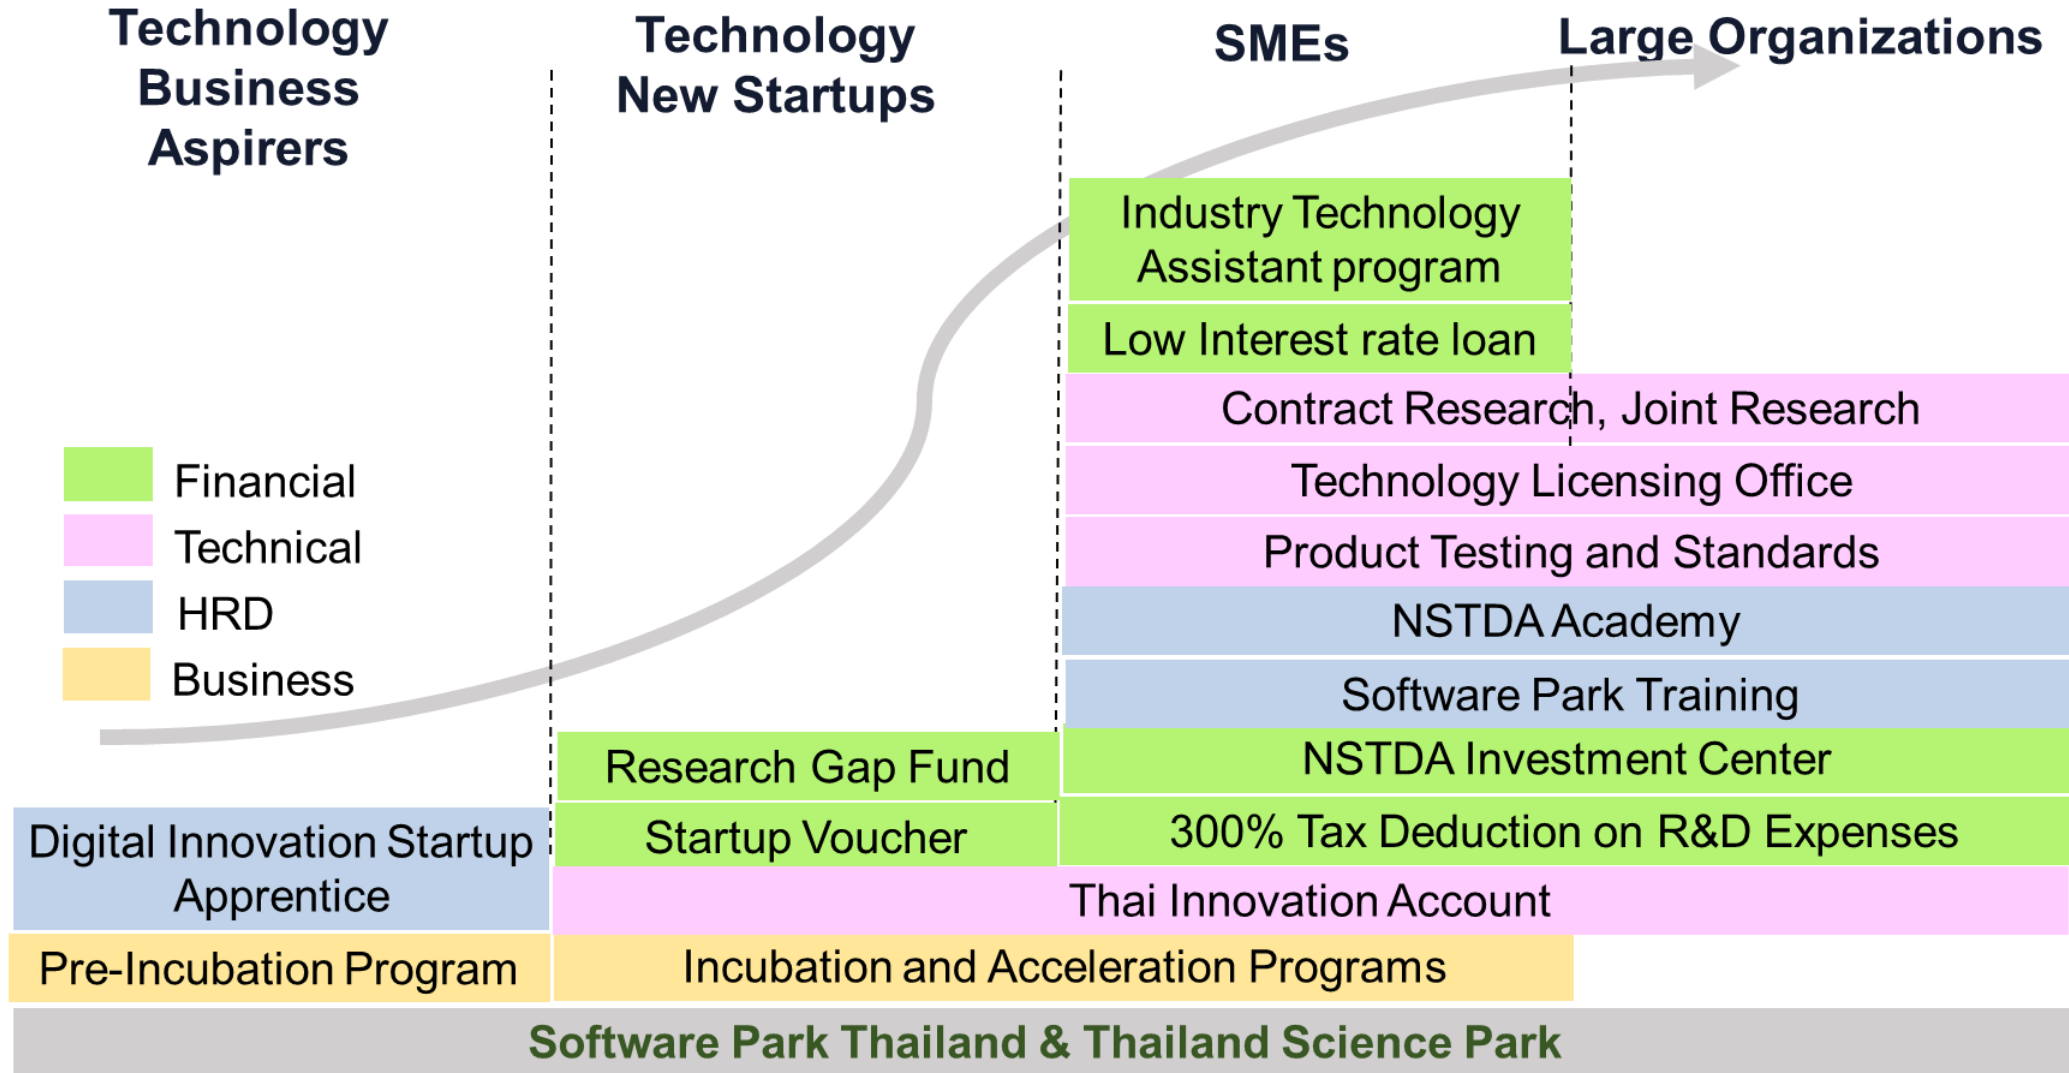 Technology
Business
Aspirers
Technology
New Startups
SMEs
Large Organizations
Industry Technology
Assistant program
Low Interest rate loan
Contract Research, Joint Research
Technology Licensing Office
Product Testing and Standards
NSTDA Academy
Software Park Training
NSTDA Investment Center
300% Tax Deduction on R&D Expenses
Financial
Technical
HRD
Business
Research Gap Fund
Startup Voucher
Digital Innovation Startup
Apprentice
Thai Innovation Account
Pre-Incubation Program
Incubation and Acceleration Programs
Software Park Thailand & Thailand Science Park